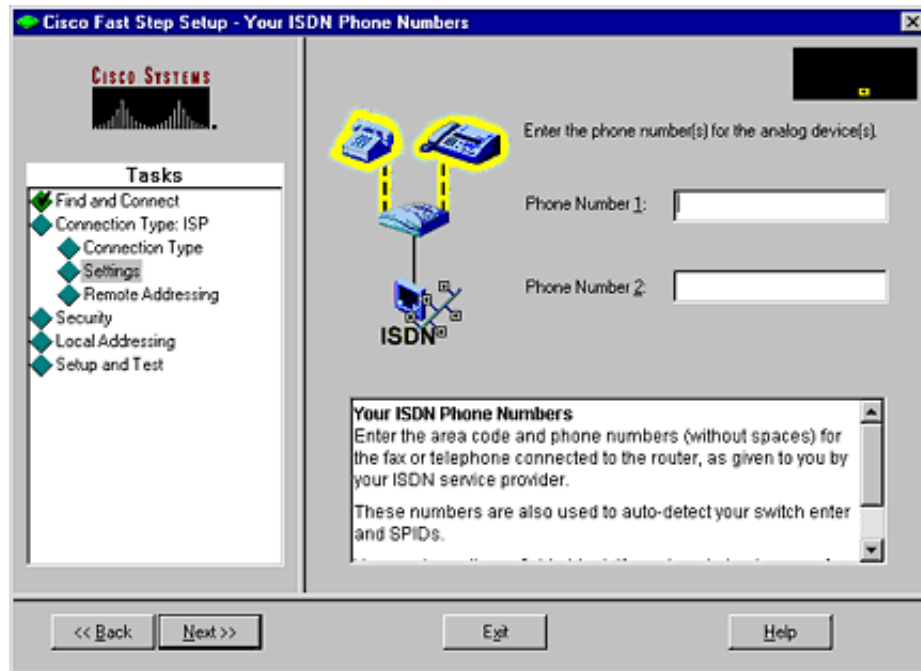 Cisco Fast Step Setup - Your ISDN Phone Numbers
CISCO SYSTEMS
Tasks
Find and Connect
Connection Type: ISP
Connection Type
Settings
Remote Addressing
Security
Local Addressing
Setup and Test
Enter the phone number(s) for the analog device(s).
Phone Number 1:
Phone Number 2:
ISDN
Your ISDN Phone Numbers
Enter the area code and phone numbers (without spaces) for
the fax or telephone connected to the router, as given to you by
your ISDN service provider.
These numbers are also used to auto-detect your switch enter
and SPIDs.
<< Back
Next >>
Exit
Help